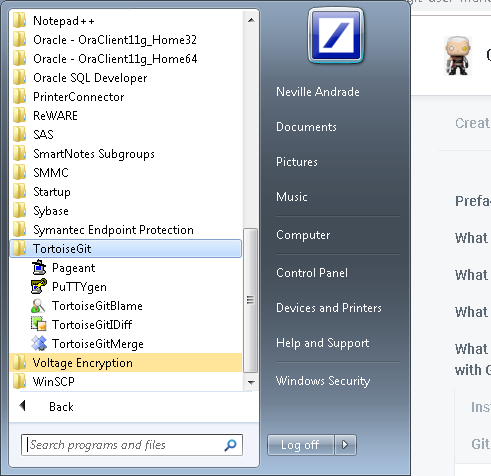 Notepad++
Oracle - OraClient11g_Home32
Oracle - OraClient11g_Home64
Oracle SQL Developer
PrinterConnector
ReWARE
SAS
SmartNotes Subgroups
SMMC
Startup
Sybase
Symantec Endpoint Protection
TortoiseGit
Pageant
PuTTYgen
TortoiseGitBlame
TortoiseGitIDiff
TortoiseGitMerge
Voltage Encryption
WinSCP
Back
Search programs and files
Neville Andrade
Documents
Pictures
Music
Computer
Control Panel
Devices and Printers
Help and Support
Windows Security
Log off
Creat
Prefa
What
What
What
What
with G
Inst
Git